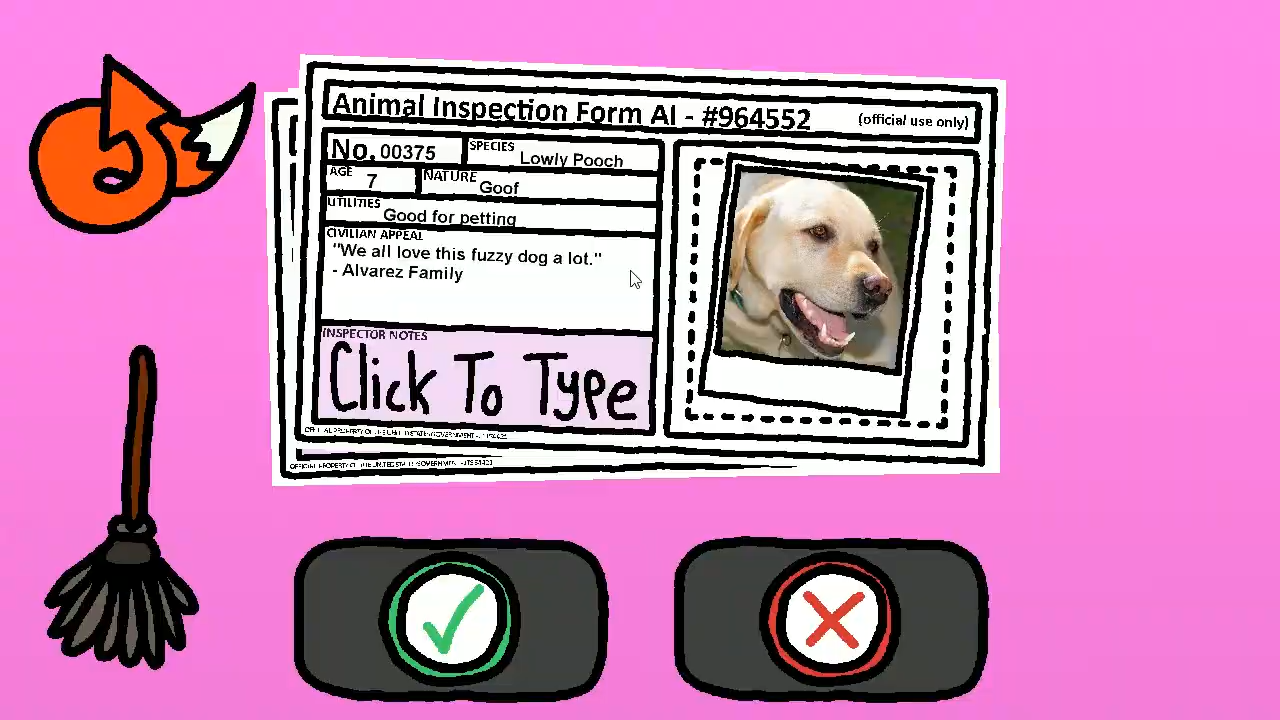 Animal Inspection Form AI - #964552
(official use only)
No. 00375
SPECIES
Lowly Pooch
AGE
7
NATURE
Goof
UTILITIES
Good for petting
CIVILIAN APPEAL
"We all love this fuzzy dog a lot."
- Alvarez Family
INSPECTOR NOTES
Click To Type